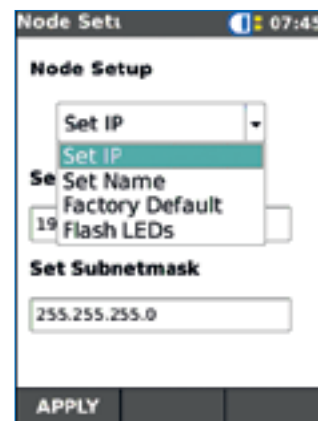 Node Setu
07:45
Node Setup
Set IP
Set IP
Se
Set Name
Factory Default
19
Flash LEDs
Set Subnetmask
255.255.255.0
APPLY